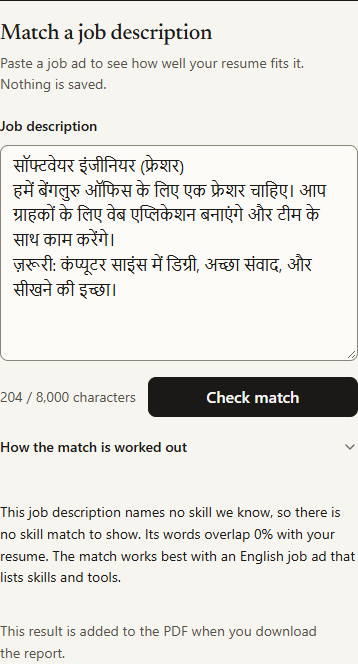 Match a job description
Paste a job ad to see how well your resume fits it.
Nothing is saved.
Job description
सॉफ्टवेयर इंजीनियर (फ्रेशर)
हमें बेंगलुरु ऑफिस के लिए एक फ्रेशर चाहिए। आप
ग्राहकों के लिए वेब एप्लिकेशन बनाएंगे और टीम के
साथ काम करेंगे।
ज़रूरी: कंप्यूटर साइंस में डिग्री, अच्छा संवाद, और
सीखने की इच्छा।
204 / 8,000 characters
Check match
How the match is worked out
This job description names no skill we know, so there is
no skill match to show. Its words overlap 0% with your
resume. The match works best with an English job ad that
lists skills and tools.
This result is added to the PDF when you download
the report.